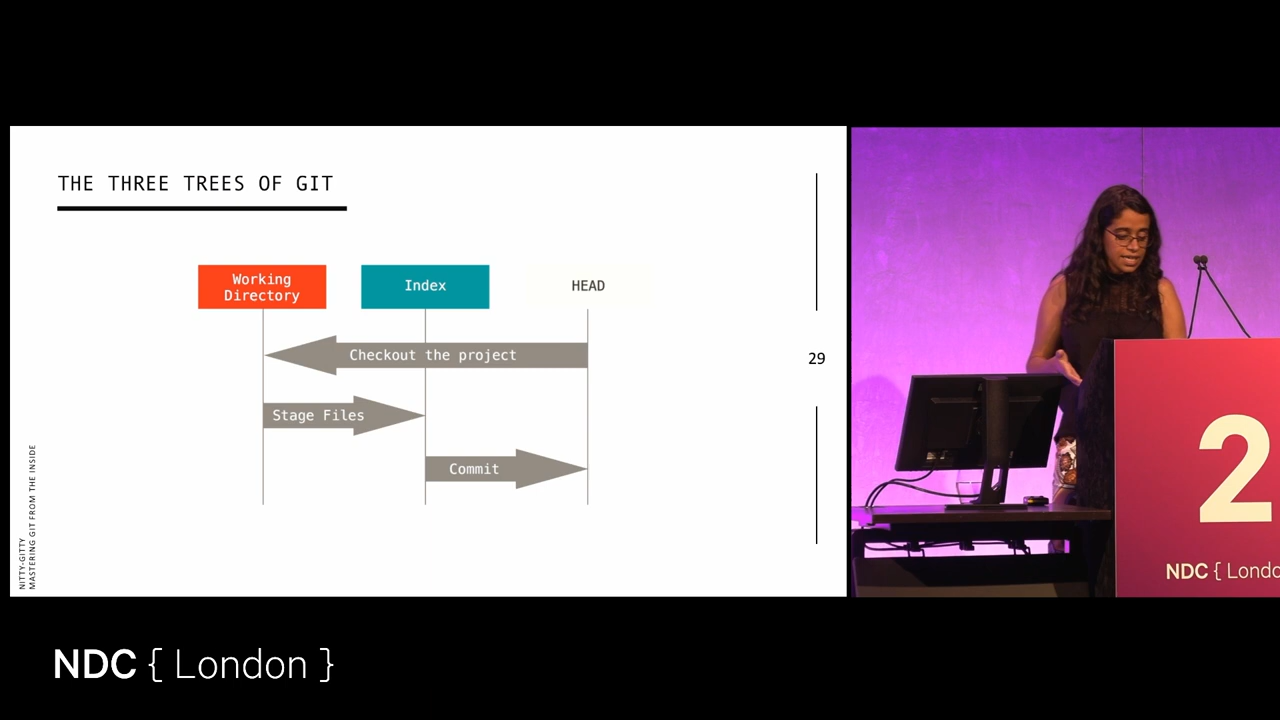 THE THREE TREES OF GIT
Working
Directory
Index
HEAD
Checkout the project
Stage Files
Commit
29
NITTY-GITTY
MASTERING GIT FROM THE INSIDE
2
NDC { Londo
NDC { London }